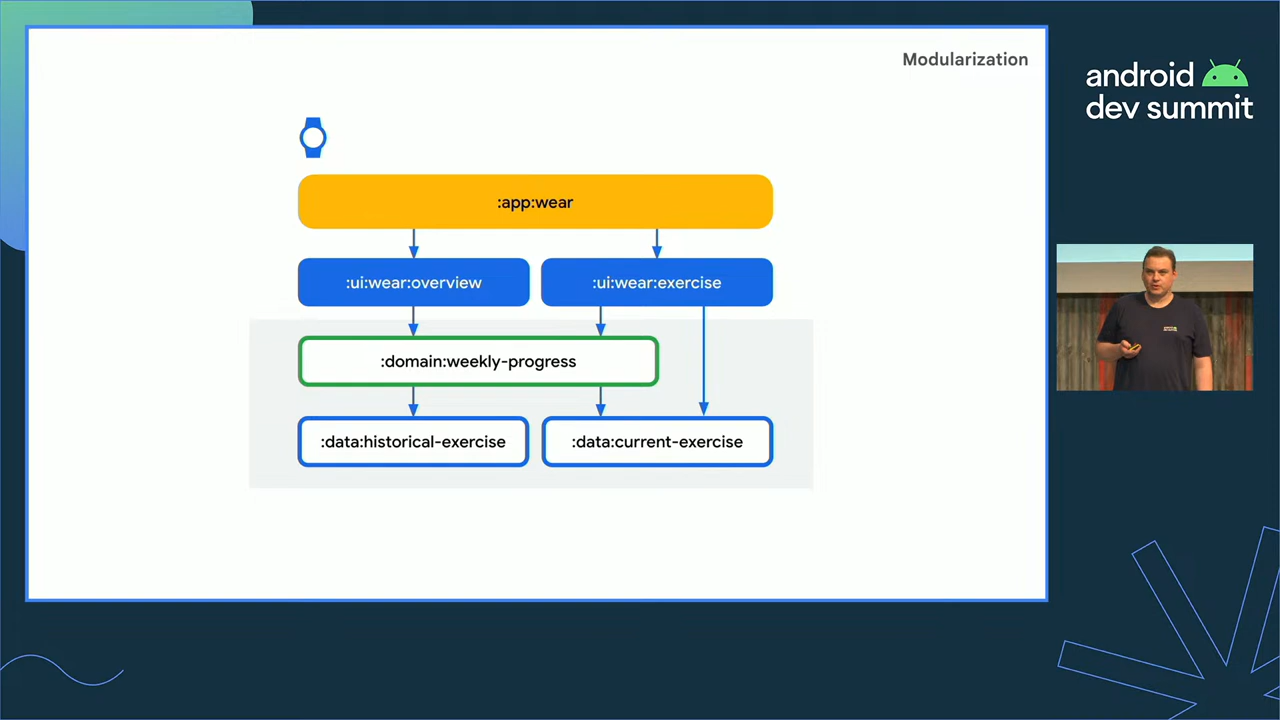 Modularization
android
dev summit
:app:wear
:ui:wear:overview
:ui:wear:exercise
:domain:weekly-progress
:data:historical-exercise
:data:current-exercise